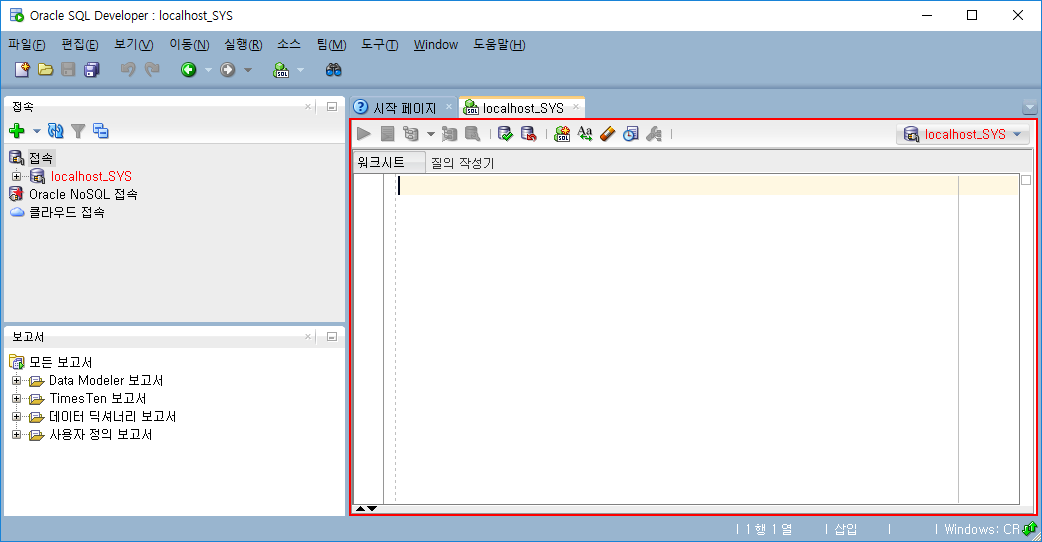 Oracle SQL Developer : localhost_SYS
파일(F) 편집(E) 보기(V) 이동(N) 실행(R) 소스 팀(M) 도구(T) Window 도움말(H)
접속
접속
localhost_SYS
Oracle NoSQL 접속
클라우드 접속
보고서
모든 보고서
Data Modeler 보고서
TimesTen 보고서
데이터 딕셔너리 보고서
사용자 정의 보고서
시작 페이지 localhost_SYS
localhost_SYS
워크시트 질의 작성기
1 행 1 열 삽입 Windows: CR